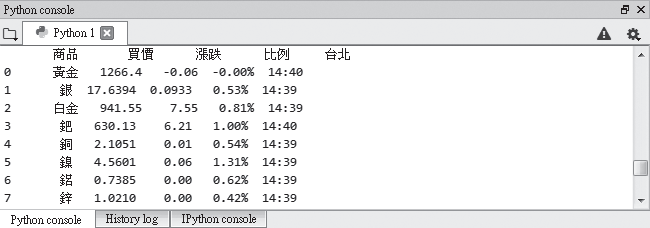 Python console
Python 1
商品 買價 漲跌 比例 台北
0 黃金 1266.4 -0.06 -0.00% 14:40
1 銀 17.6394 0.0933 0.53% 14:39
2 白金 941.55 7.55 0.81% 14:39
3 鈀 630.13 6.21 1.00% 14:40
4 銅 2.1051 0.01 0.54% 14:39
5 鎳 4.5601 0.06 1.31% 14:39
6 鋁 0.7385 0.00 0.62% 14:39
7 鋅 1.0210 0.00 0.42% 14:39
Python console History log IPython console